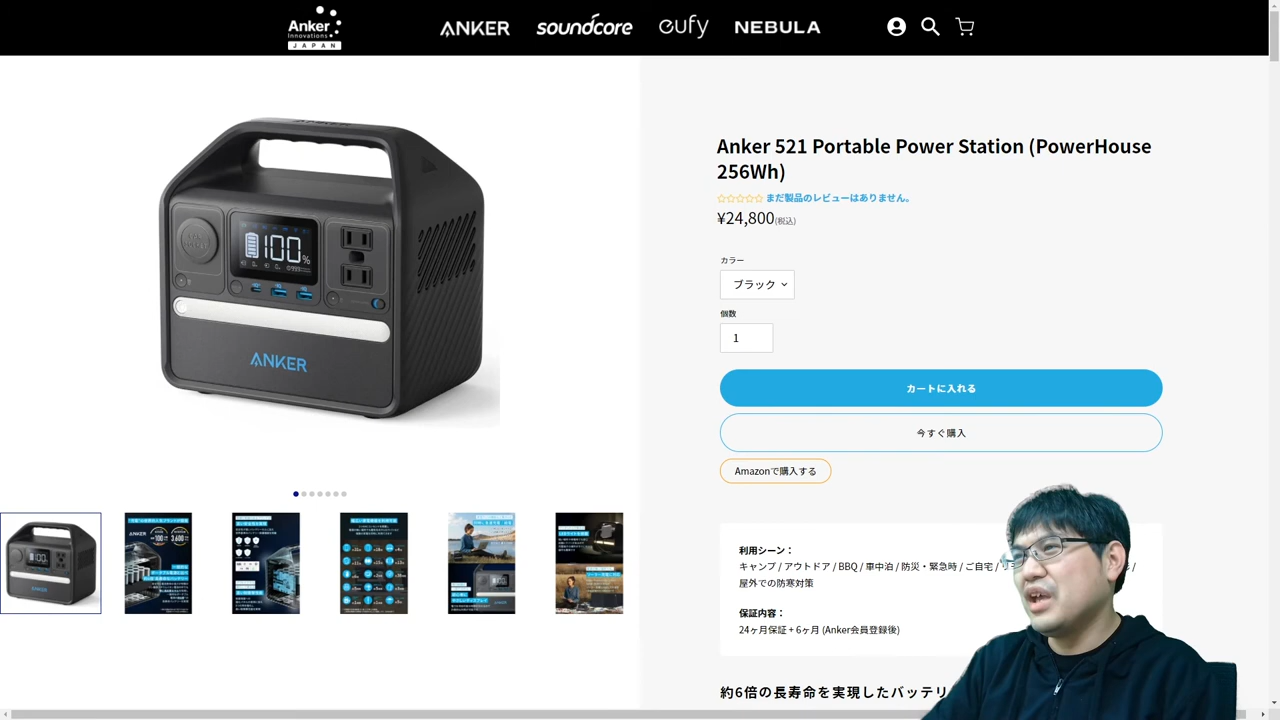 Anker
Innovations
JAPAN
ANKER
soundcore
eufy
NEBULA
100%
ANKER
Anker 521 Portable Power Station (PowerHouse
256Wh)
まだ製品のレビューはありません。
¥24,800(税込)
カラー
ブラック
個数
1
カートに入れる
今すぐ購入
Amazonで購入する
利用シーン：
キャンプ / アウトドア / BBQ / 車中泊 / 防災・緊急時 / ご自宅 /
屋外での防寒対策
保証内容：
24ヶ月保証 + 6ヶ月 (Anker会員登録後)
約6倍の長寿命を実現したバッテリ